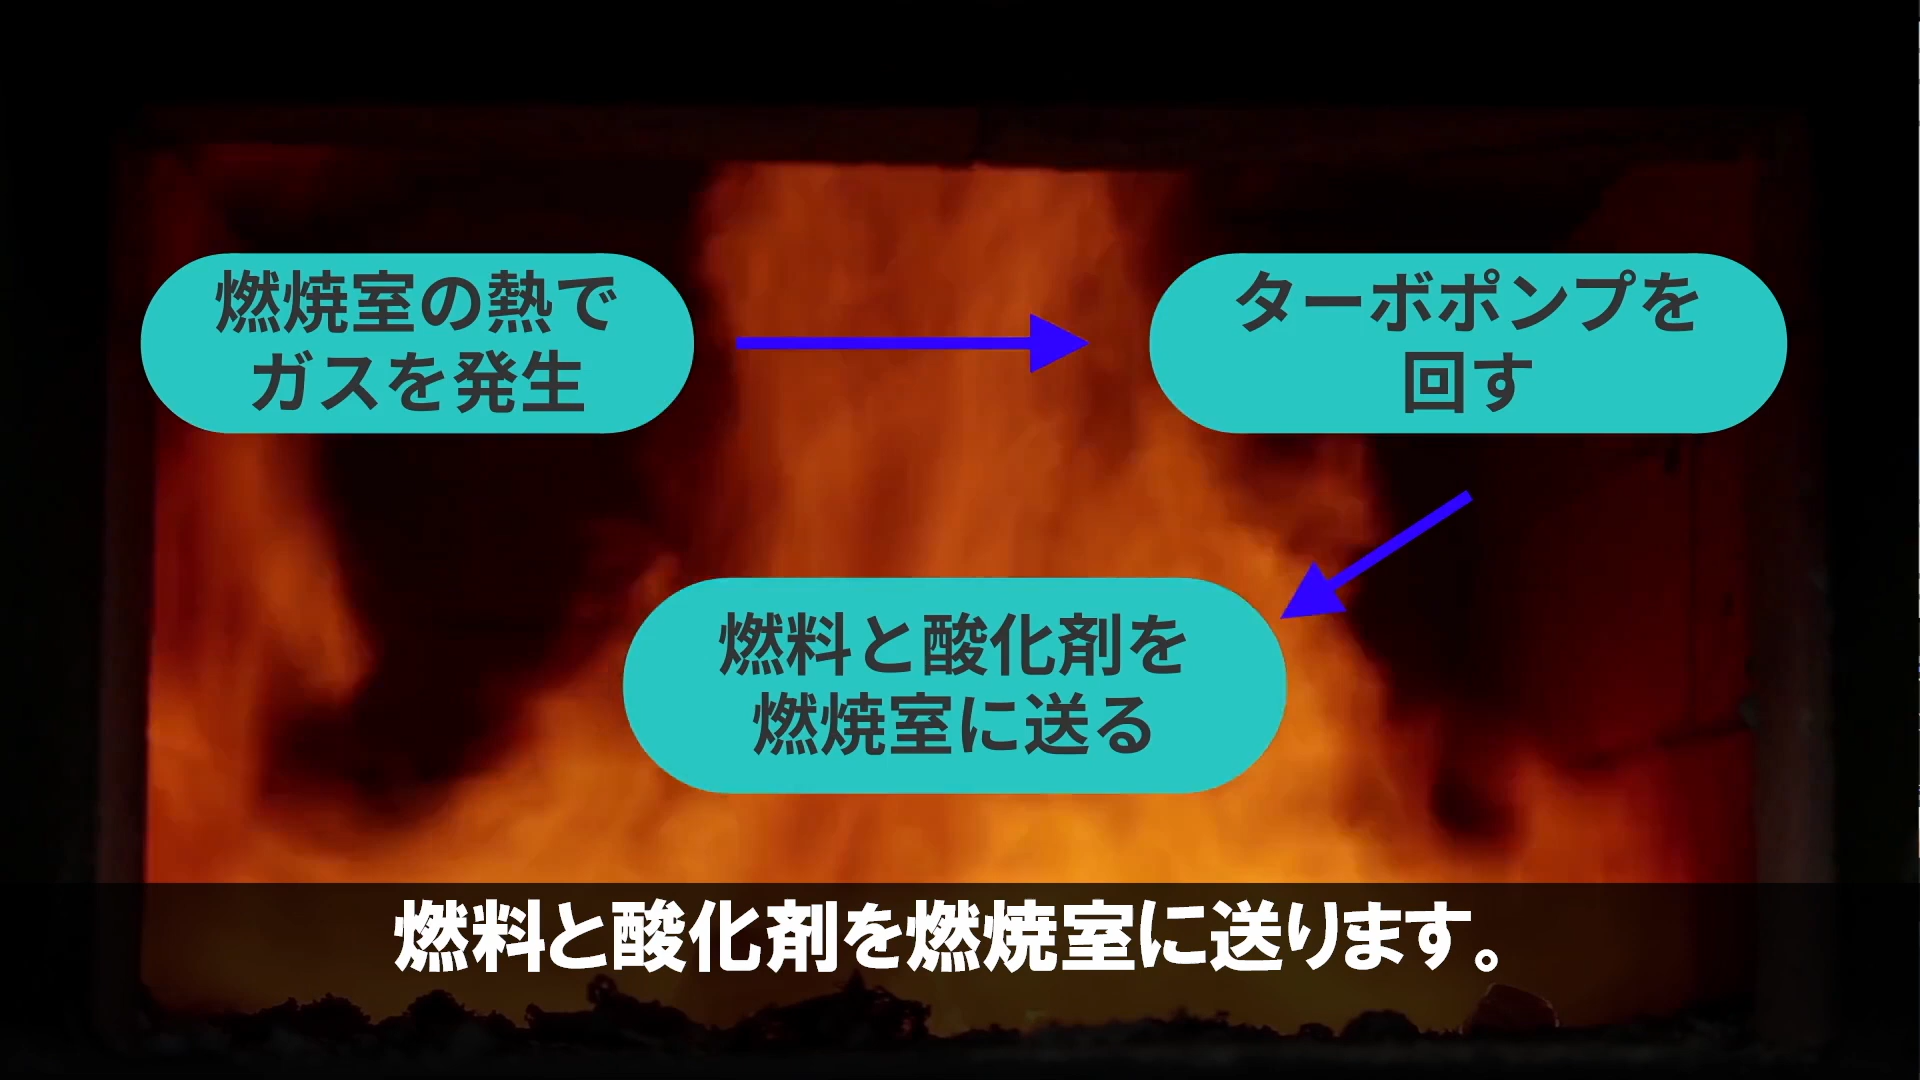 燃焼室の熱で
ガスを発生
ターボポンプを
回す
燃料と酸化剤を
燃焼室に送る
燃料と酸化剤を燃焼室に送ります。